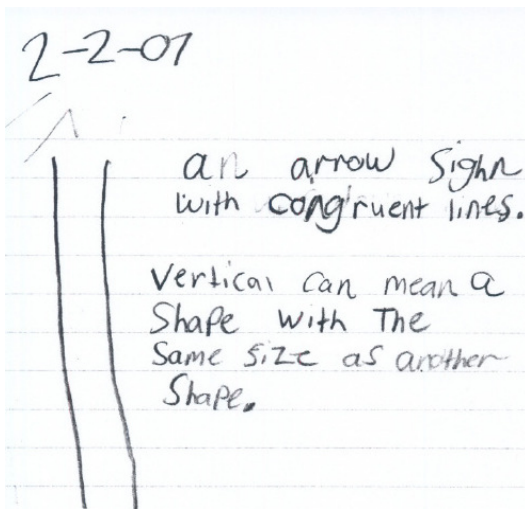 2-2-07
an arrow sighn
with congruent lines.
Vertical can mean a
Shape with The
Same size as another
Shape.